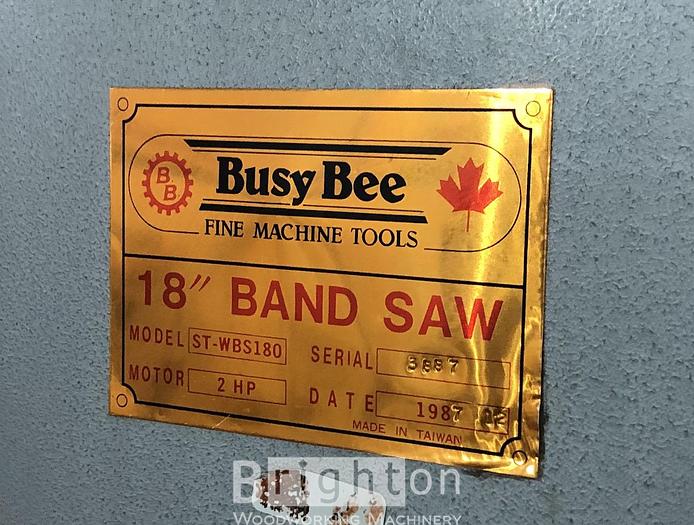 B.B.
Busy Bee
FINE MACHINE TOOLS
18" BAND SAW
MODEL ST-WBS180
SERIAL
MOTOR 2 HP
DATE 1987 12
MADE IN TAIWAN
Brighton
WOODWORKING MACHINERY